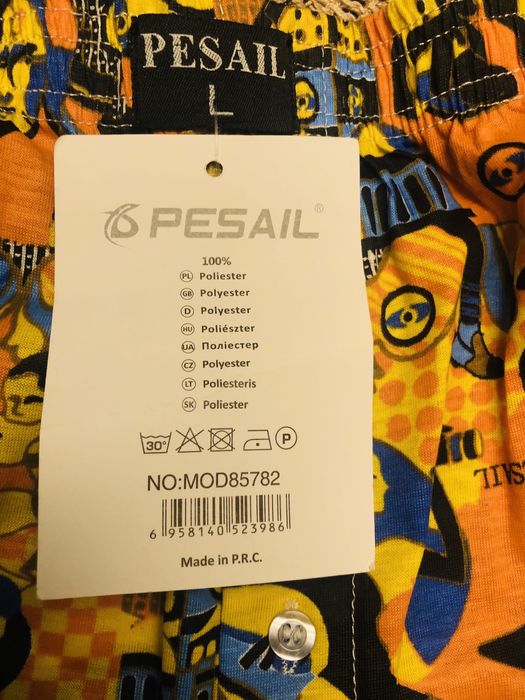 PESAIL
L
PESAIL®
100%
PL Poliester
GB Polyester
D Polyester
HU Poliészter
UA Поліестер
CZ Polyester
LT Poliesteris
SK Poliester
30° P
NO:MOD85782
6 958140 523986
Made in P.R.C.
SAIL